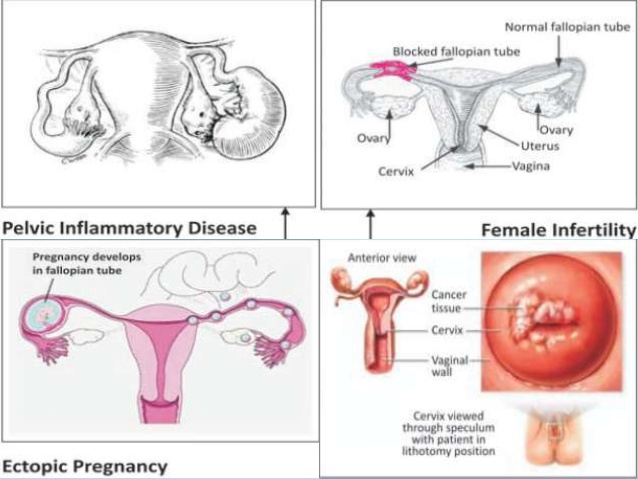 Normal fallopian tube
Blocked fallopian tube
Ovary
Ovary
Uterus
Cervix
Vagina
Pelvic Inflammatory Disease
Female Infertility
Pregnancy develops
in fallopian tube
Ectopic Pregnancy
Anterior view
Cancer
tissue
Cervix
Vaginal
wall
Cervix viewed
through speculum
with patient in
lithotomy position